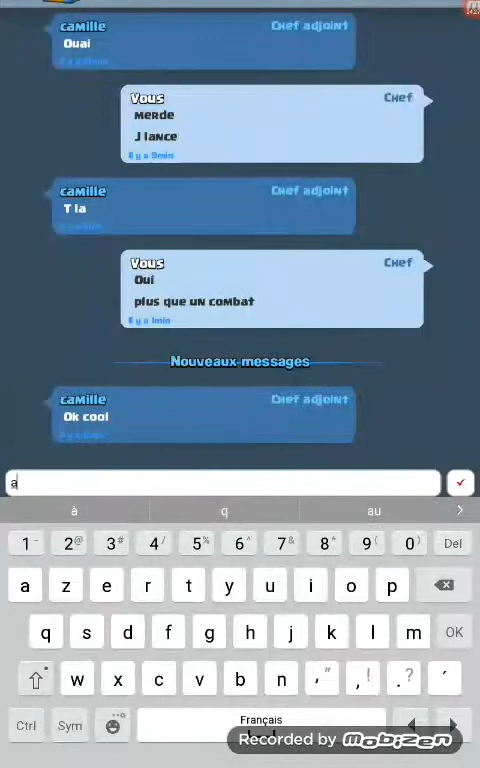 camille
Chef adjoint
Ouai
Vous
Chef
Merde
J lance
Il y a 9min
camille
Chef adjoint
T la
Vous
Chef
Oui
plus que un combat
Il y a 1min
Nouveaux messages
camille
Chef adjoint
Ok cool
a
à q au
1 - 2 @ 3 # 4 / 5 % 6 ^ 7 & 8 * 9 ( 0 ) Del
a z e r t y u i o p
q s d f g h j k l m OK
w x c v b n ' " , ! . ? ´
Ctrl Sym Français
Recorded by mobizen